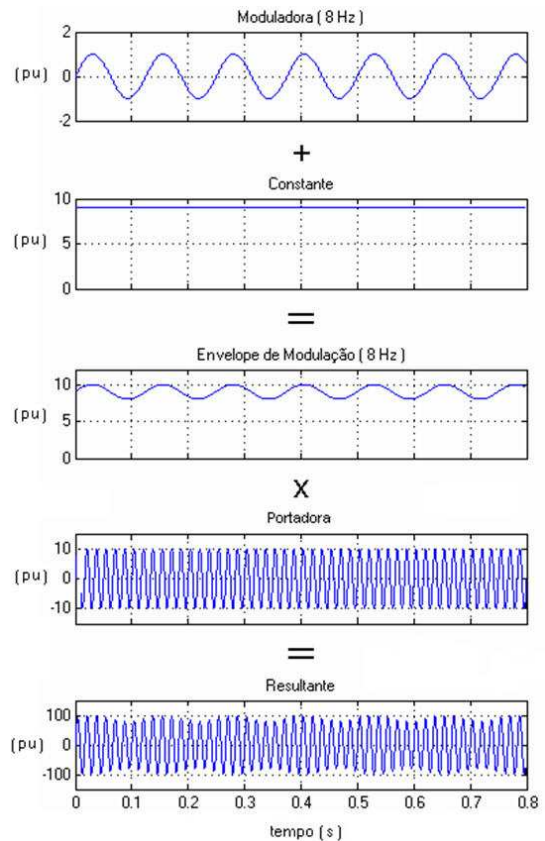 Moduladora ( 8 Hz )
2
(pu) 0
-2
+
Constante
10
(pu) 5
0
=
Envelope de Modulação ( 8 Hz )
10
(pu) 5
0
X
Portadora
10
(pu) 0
-10
=
Resultante
100
(pu) 0
-100
0 0.1 0.2 0.3 0.4 0.5 0.6 0.7 0.8
tempo ( s )